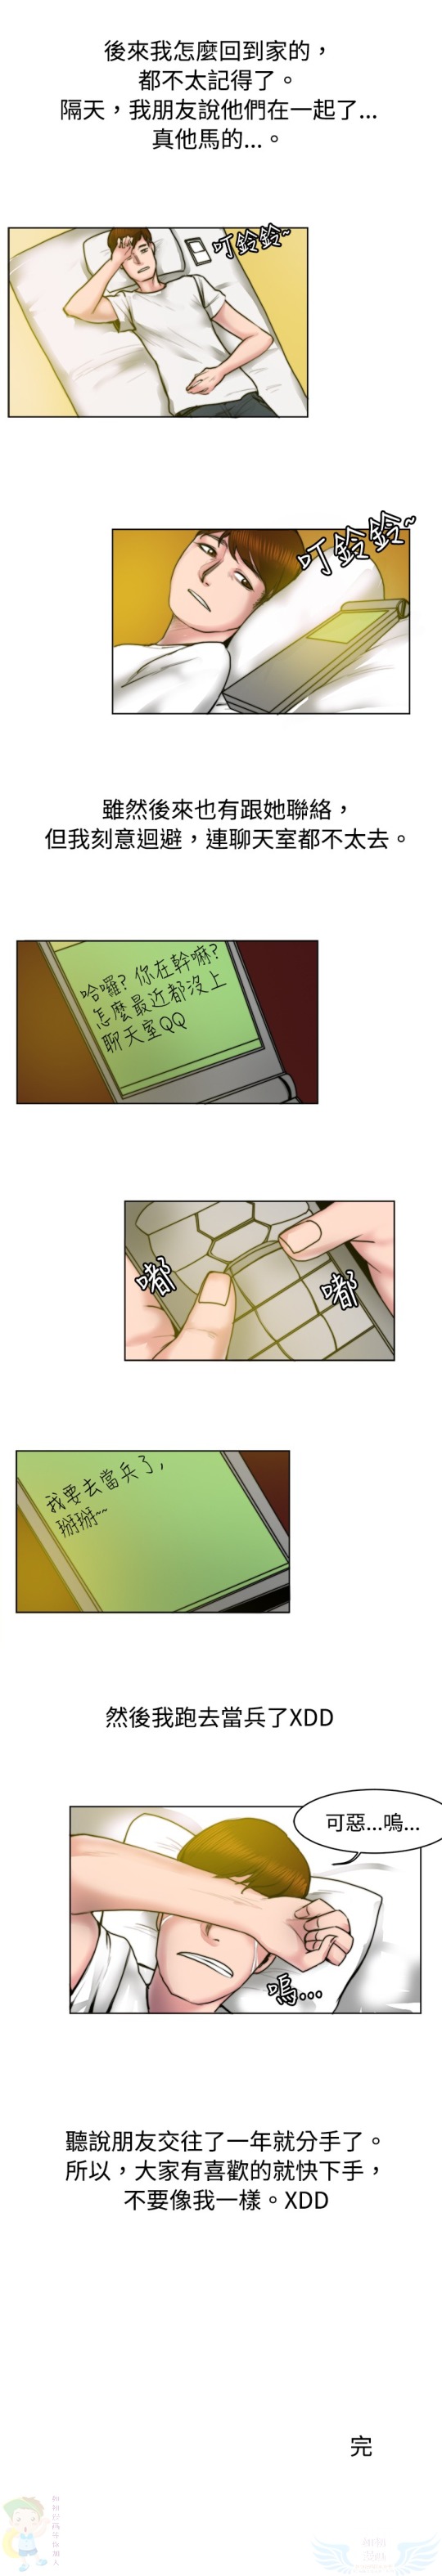 後來我怎麼回到家的，
都不太記得了。
隔天，我朋友說他們在一起了...
真他馬的...。
叮鈴鈴~
叮鈴鈴~
雖然後來也有跟她聯絡，
但我刻意迴避，連聊天室都不太去。
哈囉？你在幹嘛？
怎麼最近都沒上
聊天室QQ
嘟
嘟
我要去當兵了，
掰掰~~
然後我跑去當兵了XDD
可惡...嗚...
嗚...
聽說朋友交往了一年就分手了。
所以，大家有喜歡的就快下手，
不要像我一樣。XDD
完